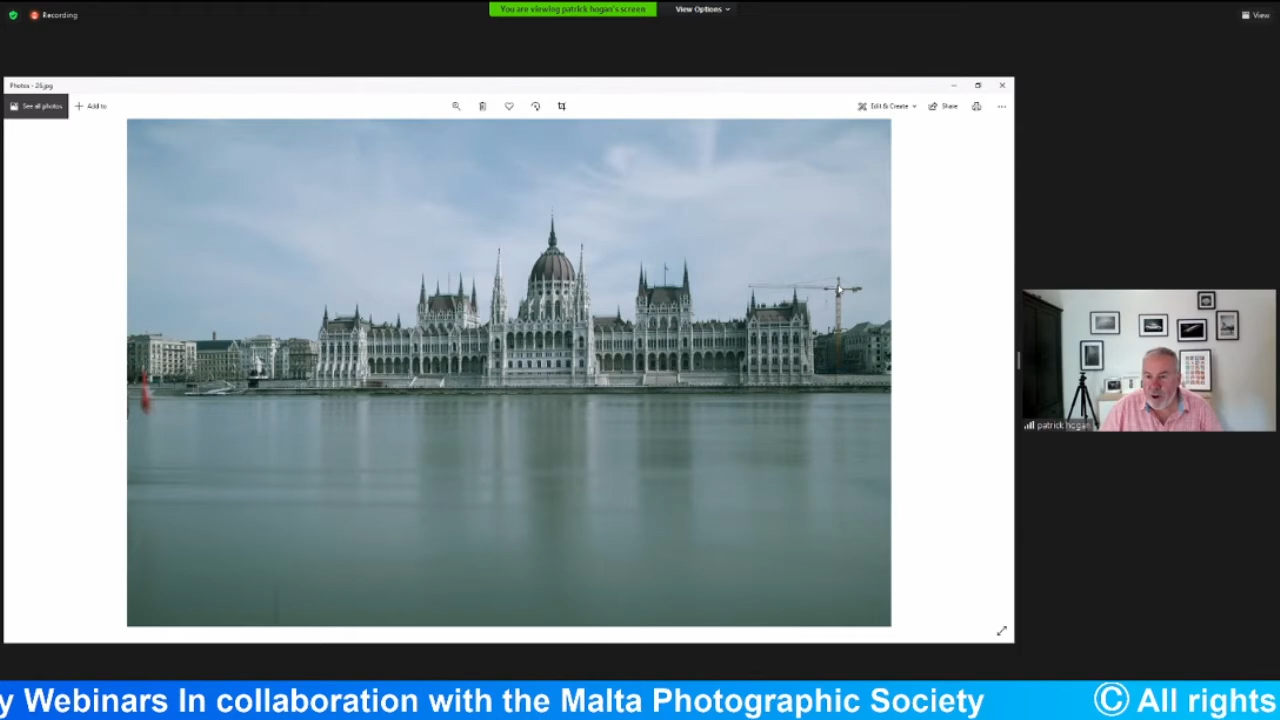 Recording
You are viewing patrick hogan's screen
View Options
View
Photos - 26.jpg
See all photos
Add to
Edit & Create
Share
patrick hogan
y Webinars In collaboration with the Malta Photographic Society
© All rights